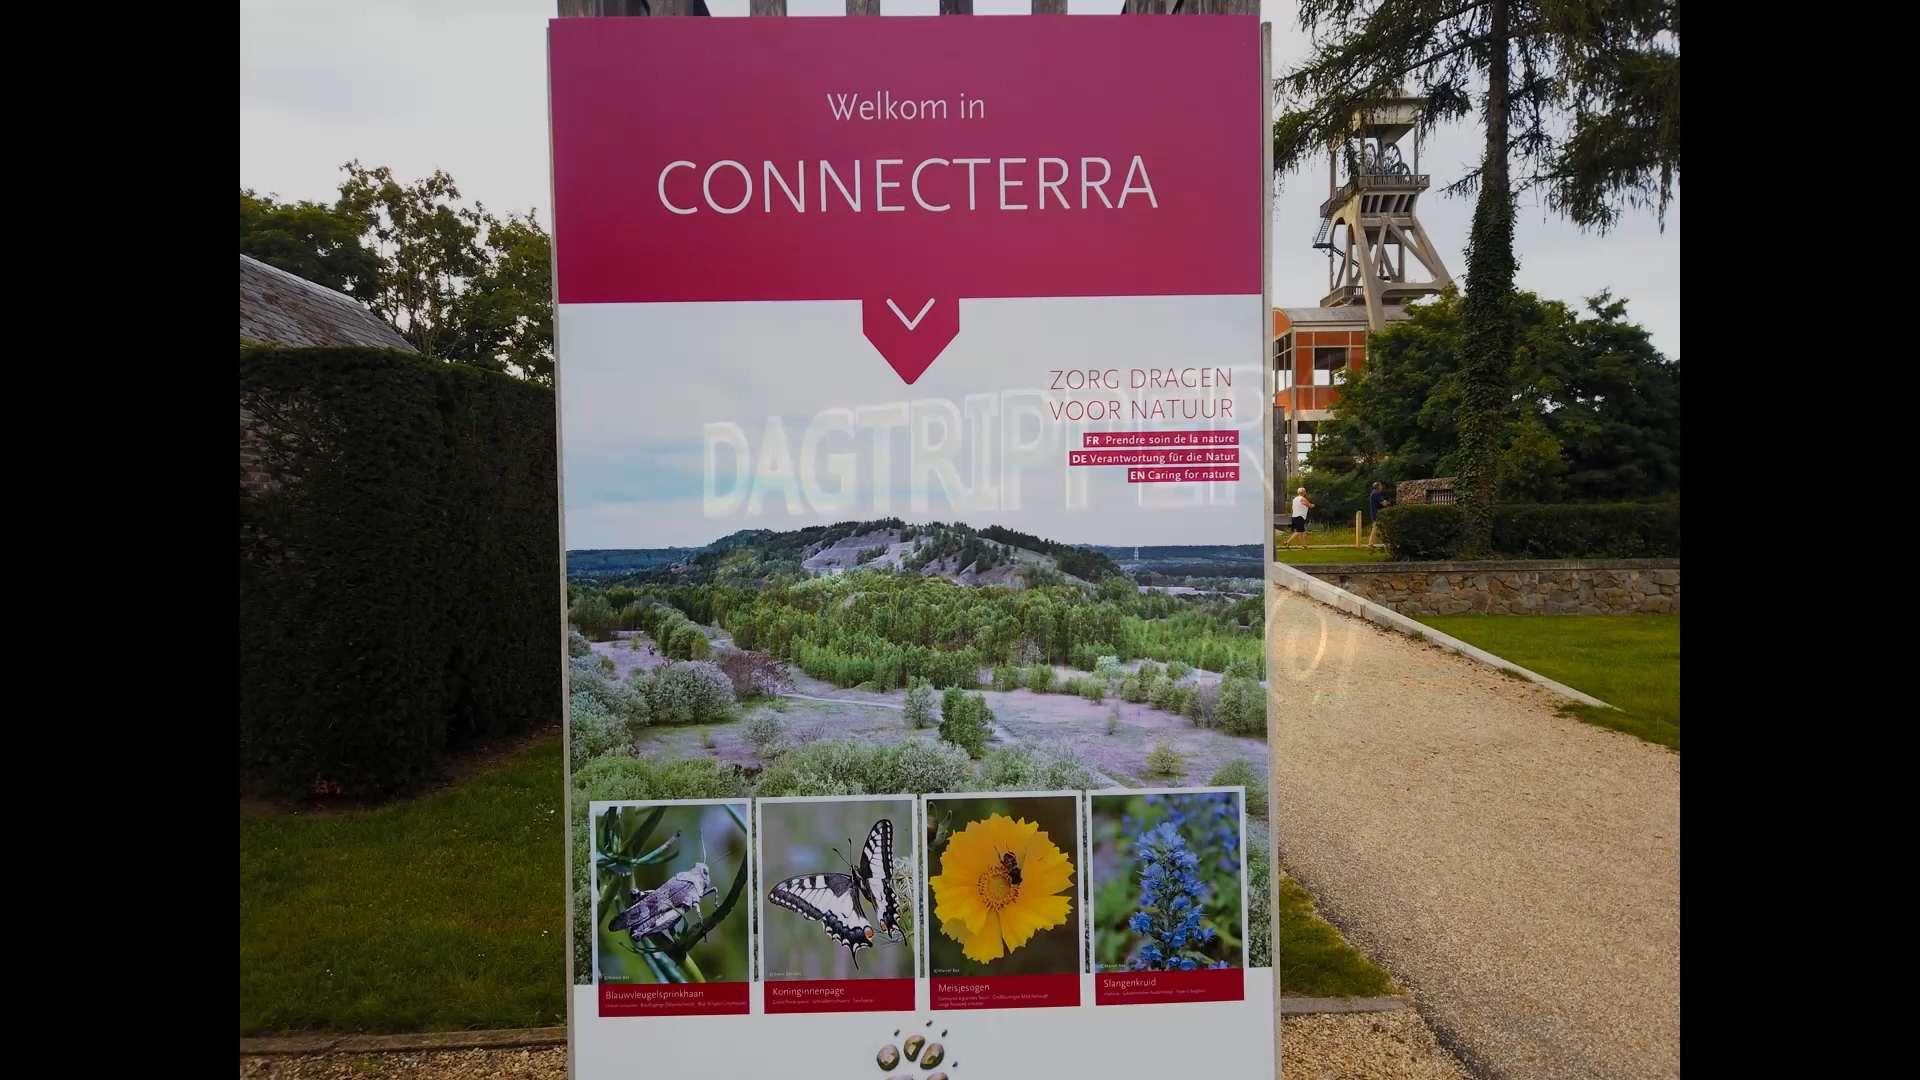 Welkom in
CONNECTERRA
ZORG DRAGEN
VOOR NATUUR
FR Prendre soin de la nature
DE Verantwortung für die Natur
EN Caring for nature
DAGTRIPPER
Blauwvleugelsprinkhaan
Koninginnenpage
Meisjesogen
Slangenkruid